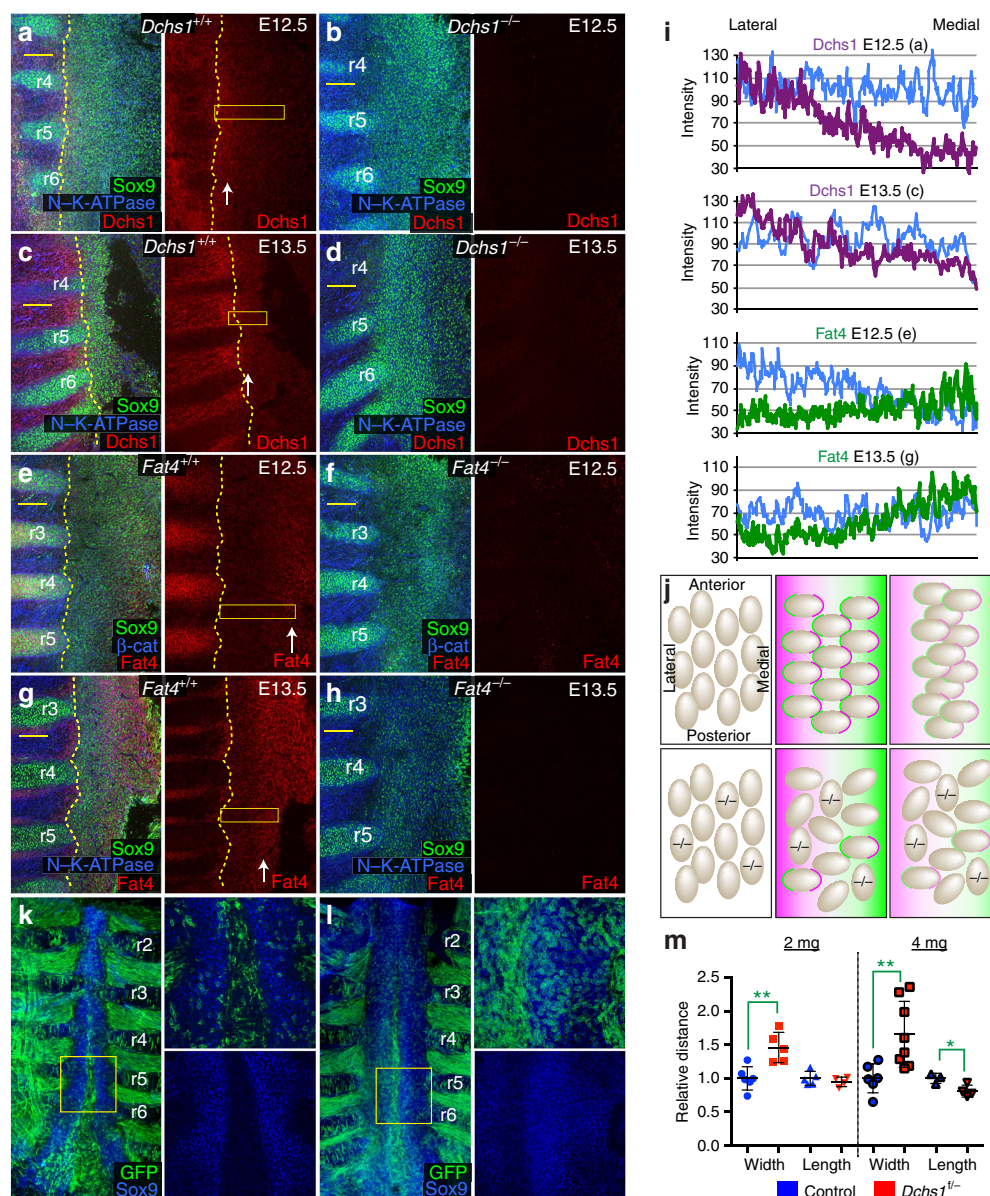 a
Dchs1+/+
E12.5
r4
r5
r6
Sox9
N–K-ATPase
Dchs1
Dchs1
b
Dchs1−/−
E12.5
r4
r5
r6
Sox9
N–K-ATPase
Dchs1
Dchs1
c
Dchs1+/+
E13.5
r4
r5
r6
Sox9
N–K-ATPase
Dchs1
Dchs1
d
Dchs1−/−
E13.5
r4
r5
r6
Sox9
N–K-ATPase
Dchs1
Dchs1
e
Fat4+/+
E12.5
r3
r4
r5
Sox9
β-cat
Fat4
Fat4
f
Fat4−/−
E12.5
r3
r4
r5
Sox9
β-cat
Fat4
Fat4
g
Fat4+/+
E13.5
r3
r4
r5
Sox9
N–K-ATPase
Fat4
Fat4
h
Fat4−/−
E13.5
r3
r4
r5
Sox9
N–K-ATPase
Fat4
Fat4
k
r2
r3
r4
r5
r6
GFP
Sox9
l
r2
r3
r4
r5
r6
GFP
Sox9
i
Lateral
Medial
Dchs1 E12.5 (a)
Intensity
130
110
90
70
50
30
Dchs1 E13.5 (c)
Intensity
130
110
90
70
50
30
Fat4 E12.5 (e)
Intensity
110
90
70
50
30
Fat4 E13.5 (g)
Intensity
110
90
70
50
30
j
Anterior
Lateral
Medial
Posterior
−/−
−/−
−/−
−/−
−/−
−/−
−/−
−/−
−/−
m
2 mg
4 mg
Relative distance
2.5
2.0
1.5
1.0
0.5
0.0
**
**
*
Width
Length
Width
Length
Control
Dchs1f/−